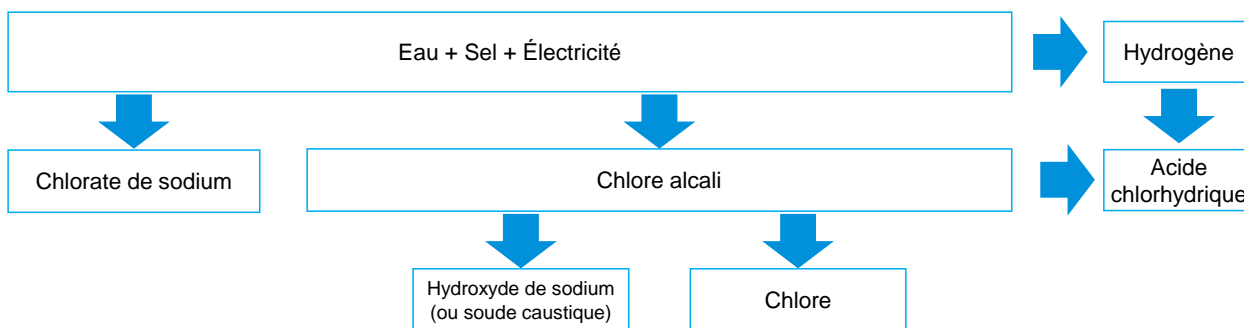 Eau + Sel + Électricité
Hydrogène
Chlorate de sodium
Chlore alcali
Acide
chlorhydrique
Hydroxyde de sodium
(ou soude caustique)
Chlore